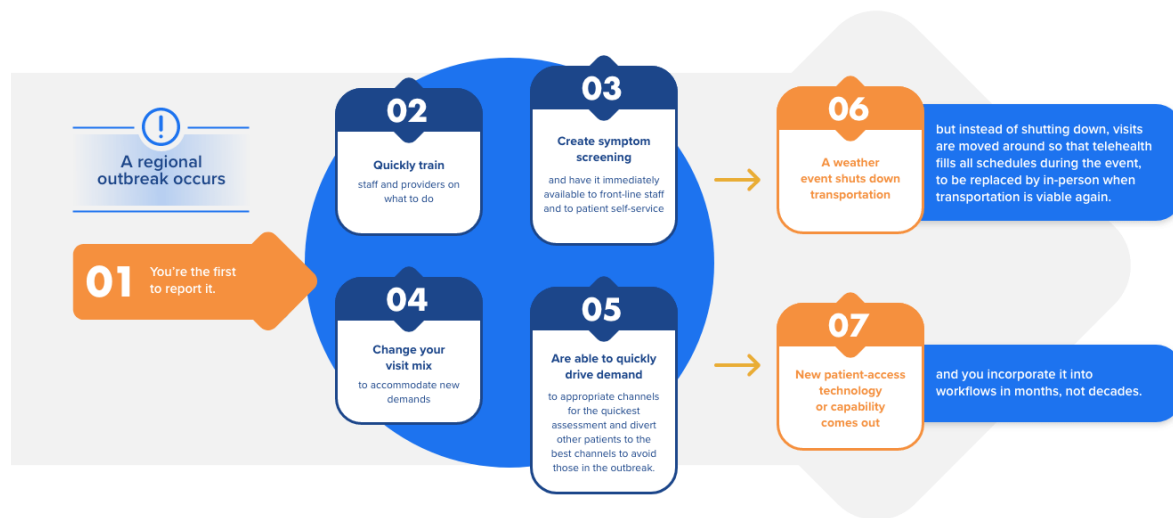 A regional
outbreak occurs
01
You're the first
to report it.
02
Quickly train
staff and providers on
what to do
03
Create symptom
screening
and have it immediately
available to front-line staff
and to patient self-service
04
Change your
visit mix
to accommodate new
demands
05
Are able to quickly
drive demand
to appropriate channels
for the quickest
assessment and divert
other patients to the
best channels to avoid
those in the outbreak.
06
A weather
event shuts down
transportation
but instead of shutting down, visits
are moved around so that telehealth
fills all schedules during the event,
to be replaced by in-person when
transportation is viable again.
07
New patient-access
technology
or capability
comes out
and you incorporate it into
workflows in months, not decades.